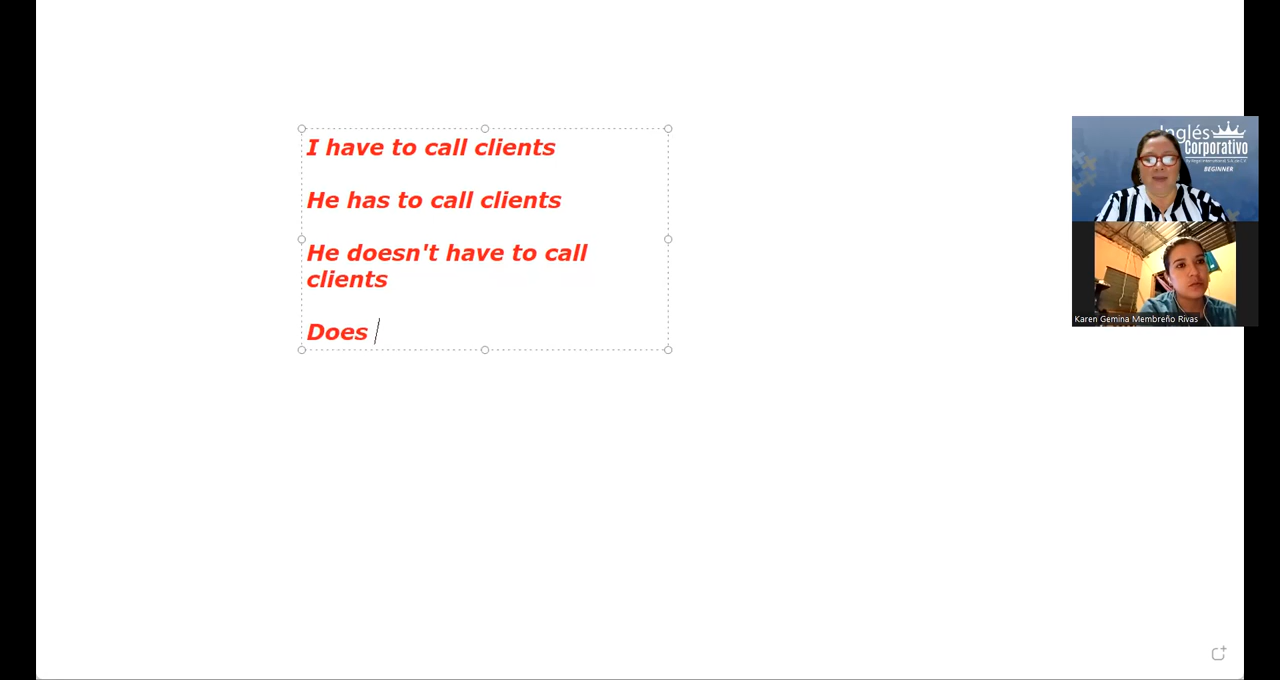 I have to call clients
He has to call clients
He doesn't have to call
clients
Does
Inglés
Corporativo
BEGINNER
Karen Gemina Membreño Rivas